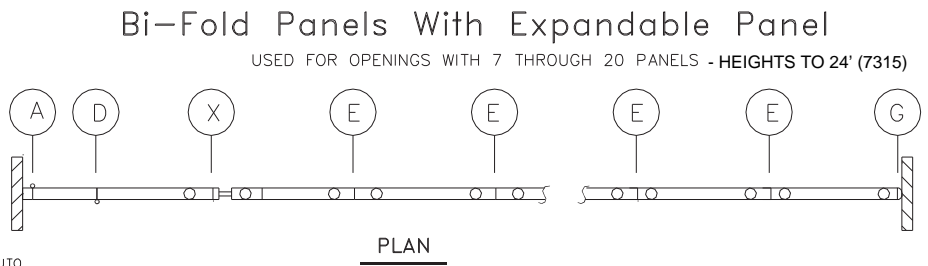 Bi-Fold Panels With Expandable Panel
USED FOR OPENINGS WITH 7 THROUGH 20 PANELS - HEIGHTS TO 24' (7315)
A D X E E E E G
PLAN